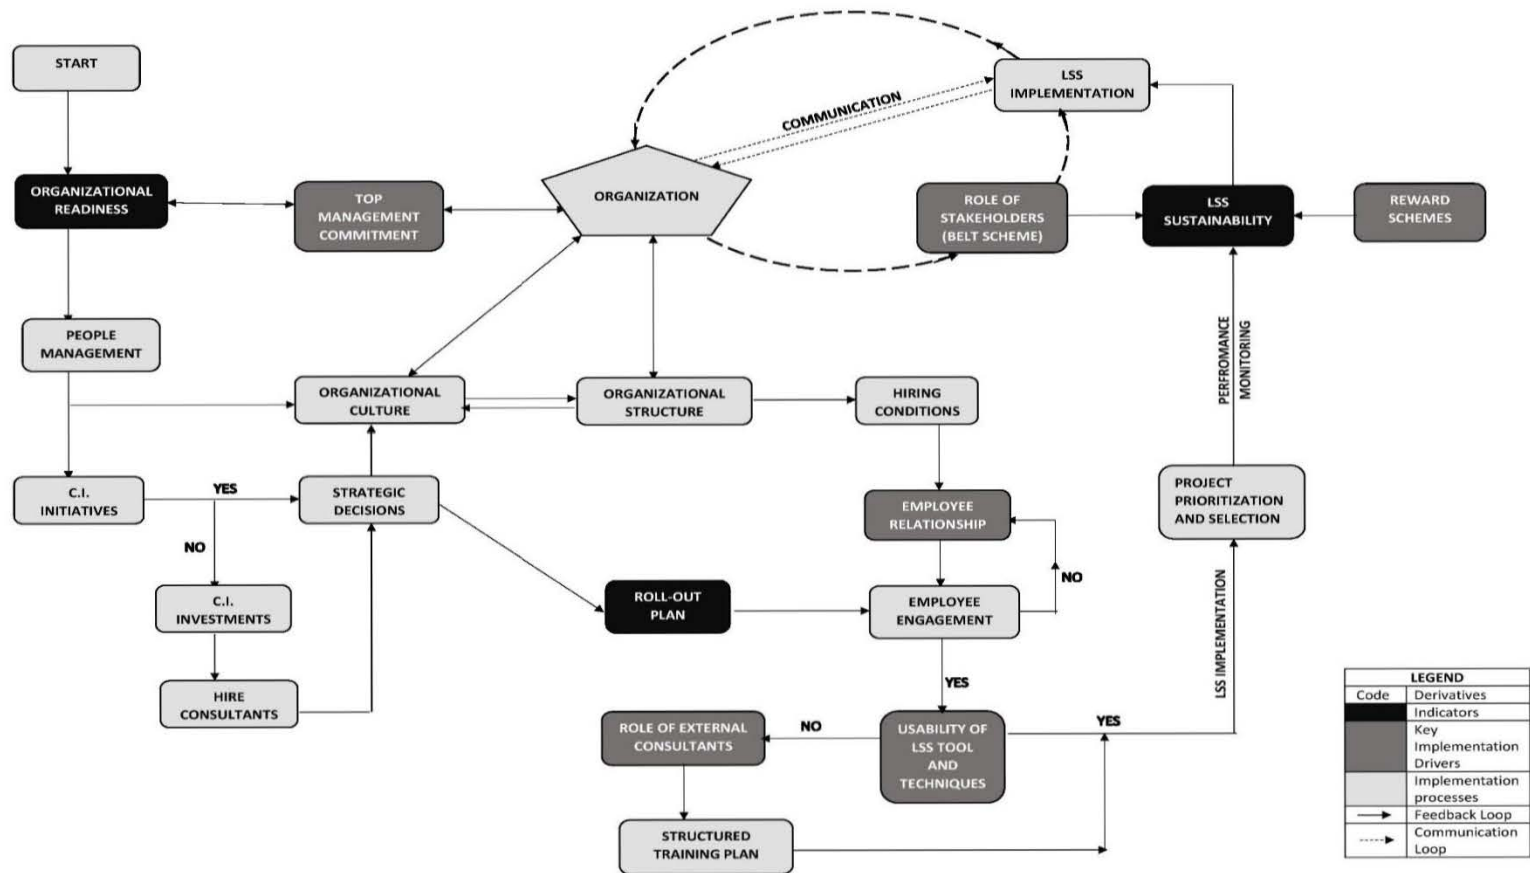 START
LSS
IMPLEMENTATION
COMMUNICATION
ORGANIZATIONAL
READINESS
TOP
MANAGEMENT
COMMITMENT
ORGANIZATION
ROLE OF
STAKEHOLDERS
(BELT SCHEME)
LSS
SUSTAINABILITY
REWARD
SCHEMES
PEOPLE
MANAGEMENT
PERFROMANCE
MONITORING
ORGANIZATIONAL
CULTURE
ORGANIZATIONAL
STRUCTURE
HIRING
CONDITIONS
C.I.
INITIATIVES
YES
STRATEGIC
DECISIONS
EMPLOYEE
RELATIONSHIP
PROJECT
PRIORITIZATION
AND SELECTION
NO
NO
C.I.
INVESTMENTS
ROLL-OUT
PLAN
EMPLOYEE
ENGAGEMENT
LSS IMPLEMENTATION
HIRE
CONSULTANTS
YES
ROLE OF EXTERNAL
CONSULTANTS
NO
USABILITY OF
LSS TOOL
AND
TECHNIQUES
YES
STRUCTURED
TRAINING PLAN
LEGEND
Code Derivatives
Indicators
Key
Implementation
Drivers
Implementation
processes
Feedback Loop
Communication
Loop